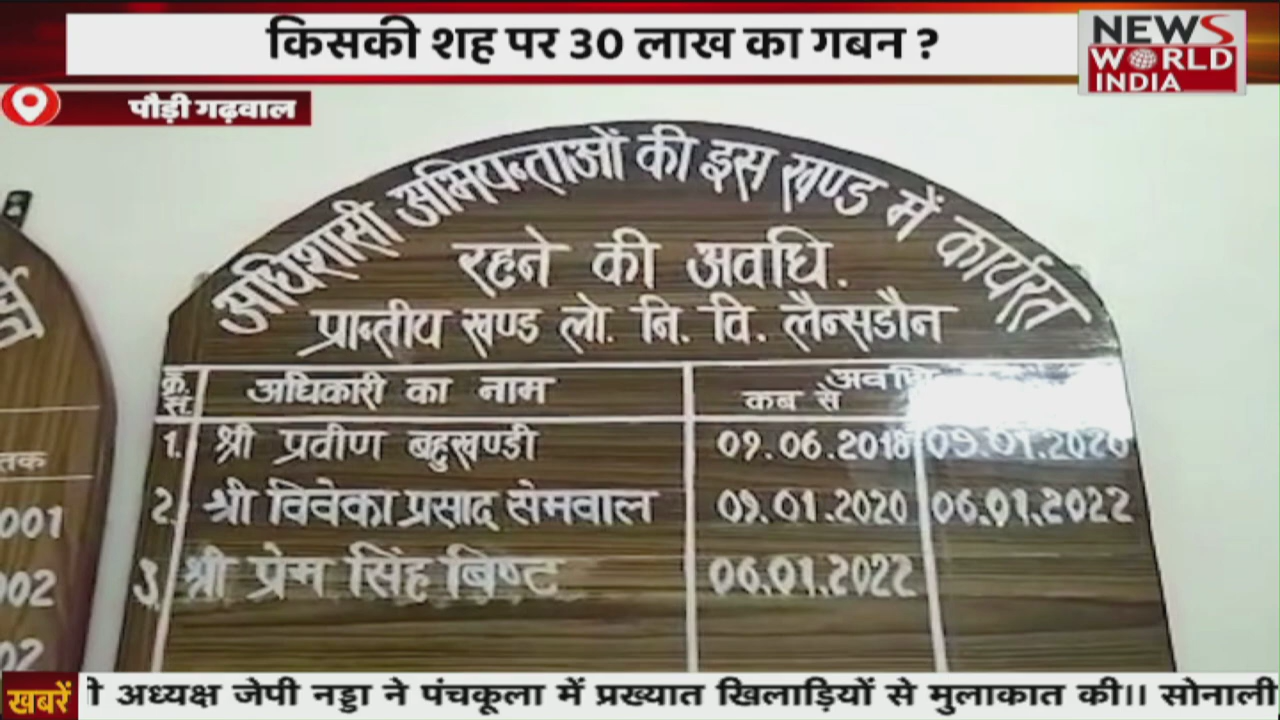 किसकी शह पर 30 लाख का गबन ?
NEWS
WORLD
INDIA
पौड़ी गढ़वाल
अधिशासी अभियन्ताओं की इस खण्ड में कार्यरत
रहने की अवधि.
प्रान्तीय खण्ड लो. नि. वि. लैन्सडौन
क्र. सं. अधिकारी का नाम कब से
1. श्री प्रवीण बहुखण्डी 09.06.2018 09.01.2020
2. श्री विवेका प्रसाद सेमवाल 09.01.2020 06.01.2022
3. श्री प्रेम सिंह बिष्ट 06.01.2022
तक
001
002
02
खबरें
अध्यक्ष जेपी नड्डा ने पंचकूला में प्रख्यात खिलाड़ियों से मुलाकात की।। सोनाली